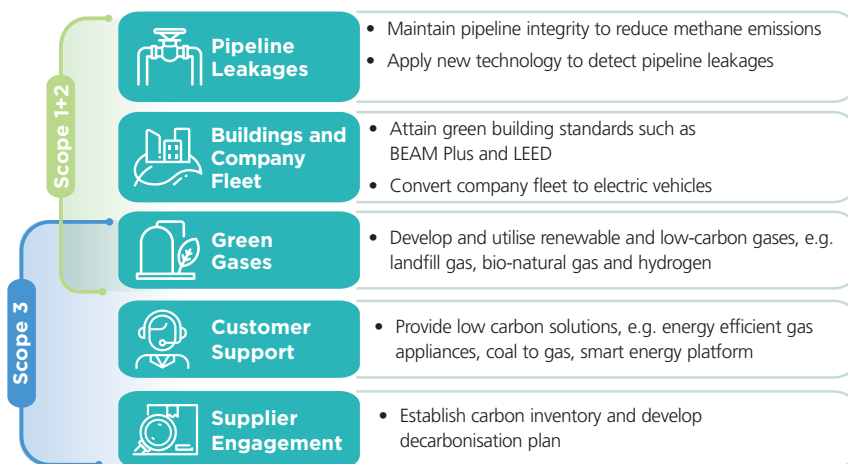 Scope 1+2
Pipeline
Leakages
• Maintain pipeline integrity to reduce methane emissions
• Apply new technology to detect pipeline leakages
Buildings and
Company
Fleet
• Attain green building standards such as
BEAM Plus and LEED
• Convert company fleet to electric vehicles
Scope 3
Green
Gases
• Develop and utilise renewable and low-carbon gases, e.g.
landfill gas, bio-natural gas and hydrogen
Customer
Support
• Provide low carbon solutions, e.g. energy efficient gas
appliances, coal to gas, smart energy platform
Supplier
Engagement
• Establish carbon inventory and develop
decarbonisation plan